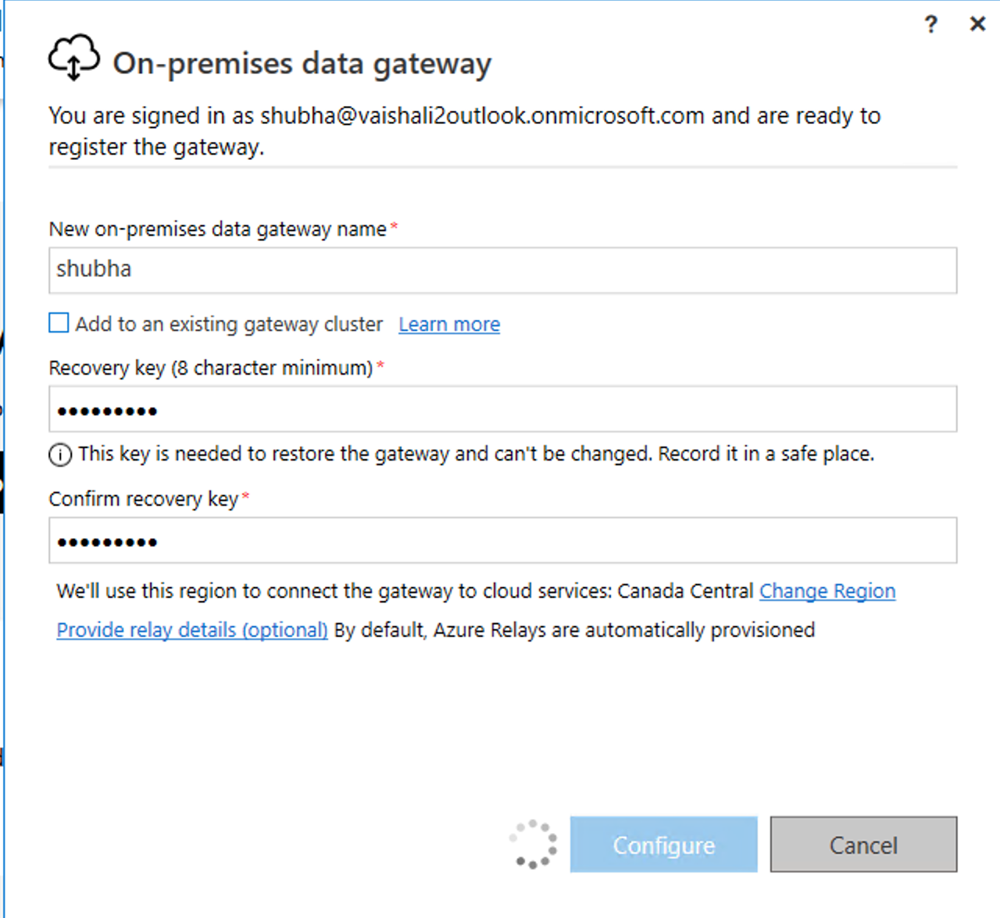 ?
On-premises data gateway
You are signed in as shubha@vaishali2outlook.onmicrosoft.com and are ready to
register the gateway.
New on-premises data gateway name*
shubha
Add to an existing gateway cluster Learn more
Recovery key (8 character minimum)*
•••••••••
This key is needed to restore the gateway and can't be changed. Record it in a safe place.
Confirm recovery key*
•••••••••
We'll use this region to connect the gateway to cloud services: Canada Central Change Region
Provide relay details (optional) By default, Azure Relays are automatically provisioned
Configure Cancel